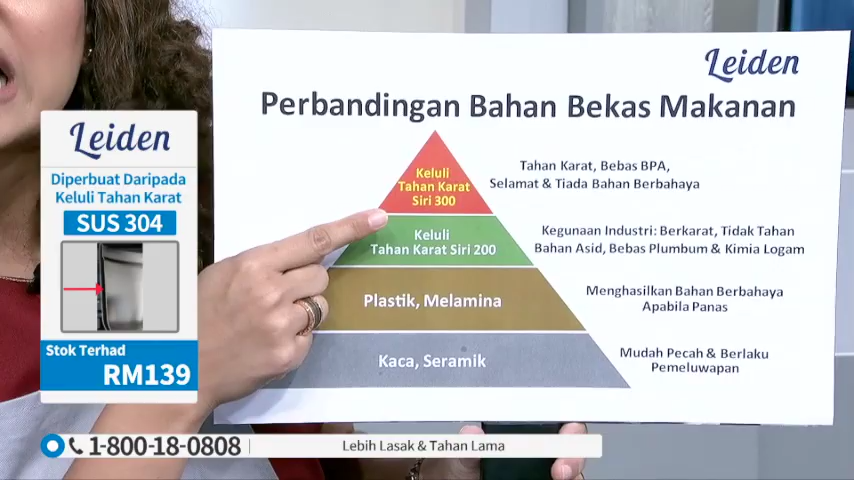 Leiden
Perbandingan Bahan Bekas Makanan
Keluli
Tahan Karat
Siri 300
Tahan Karat, Bebas BPA,
Selamat & Tiada Bahan Berbahaya
Keluli
Tahan Karat Siri 200
Kegunaan Industri: Berkarat, Tidak Tahan
Bahan Asid, Bebas Plumbum & Kimia Logam
Plastik, Melamina
Menghasilkan Bahan Berbahaya
Apabila Panas
Kaca, Seramik
Mudah Pecah & Berlaku
Pemeluwapan
Leiden
Diperbuat Daripada
Keluli Tahan Karat
SUS 304
Stok Terhad
RM139
1-800-18-0808
Lebih Lasak & Tahan Lama